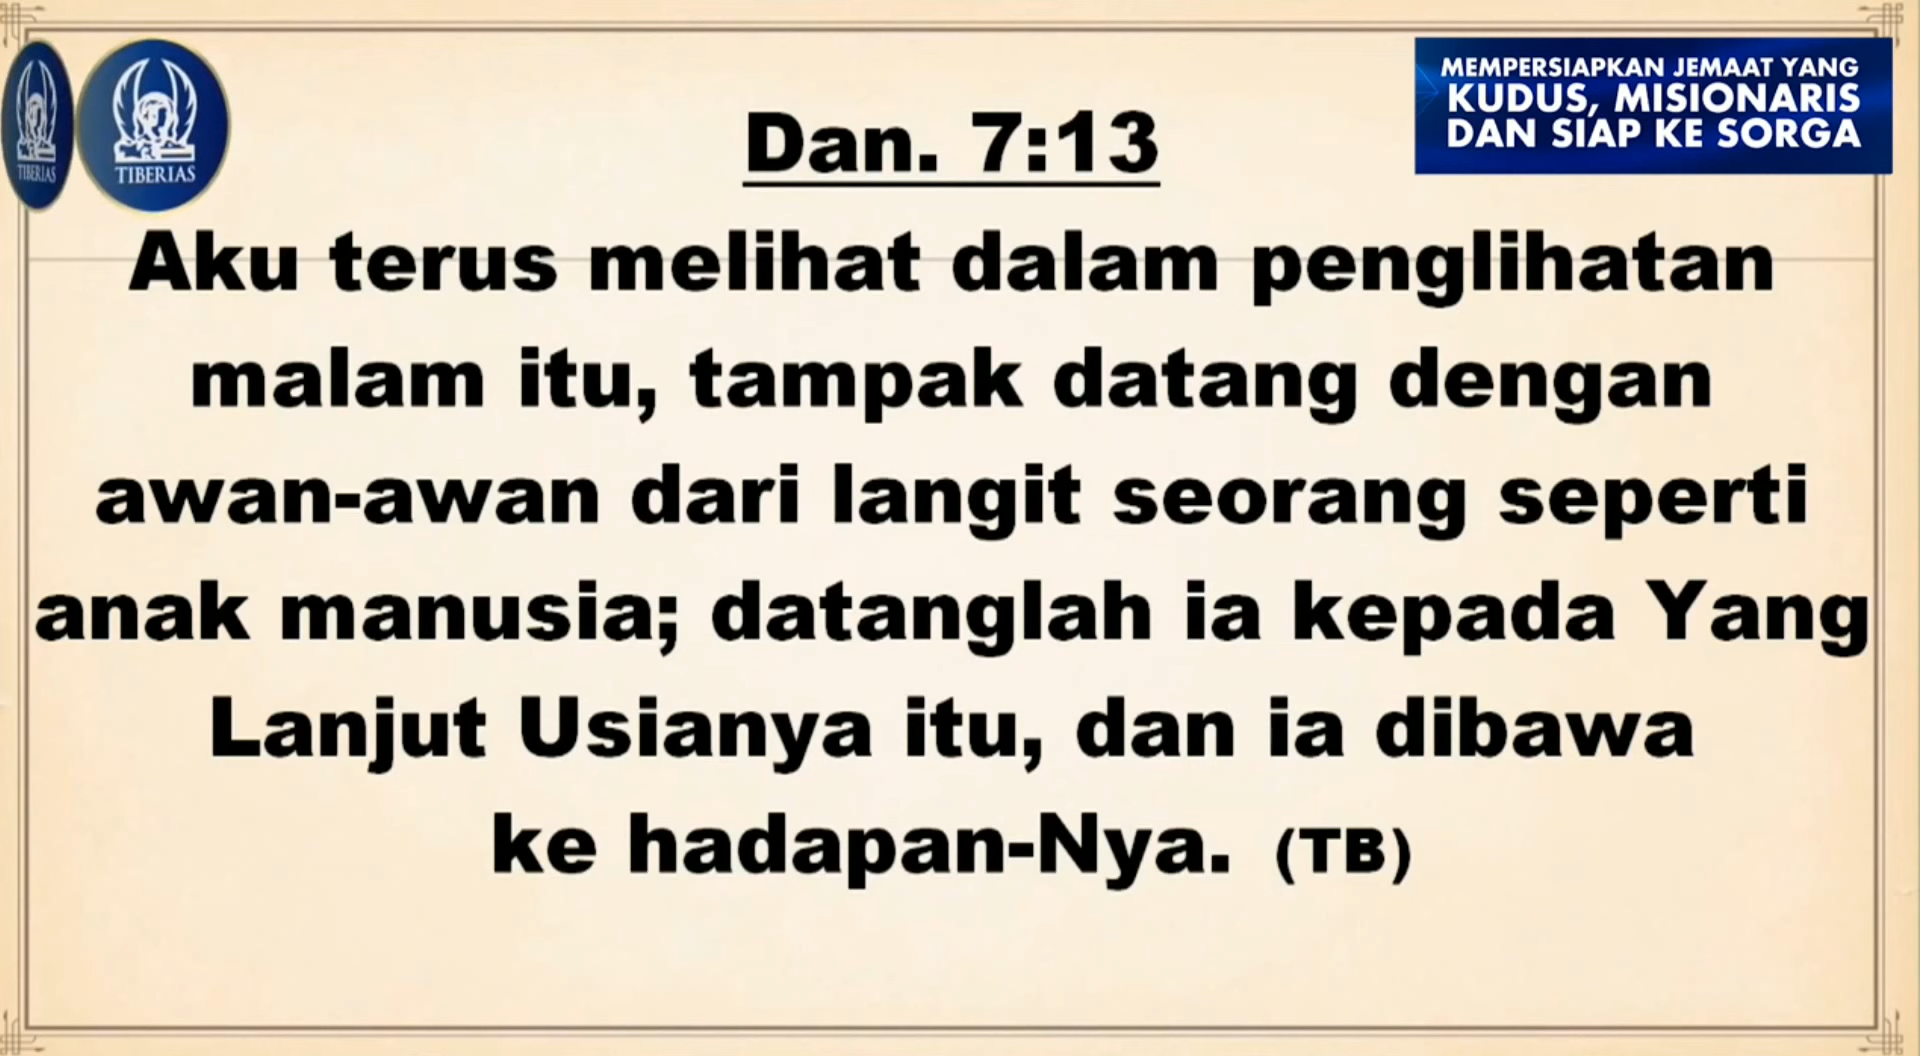 TIBERIAS
TIBERIAS
MEMPERSIAPKAN JEMAAT YANG
KUDUS, MISIONARIS
DAN SIAP KE SORGA
Dan. 7:13
Aku terus melihat dalam penglihatan
malam itu, tampak datang dengan
awan-awan dari langit seorang seperti
anak manusia; datanglah ia kepada Yang
Lanjut Usianya itu, dan ia dibawa
ke hadapan-Nya. (TB)